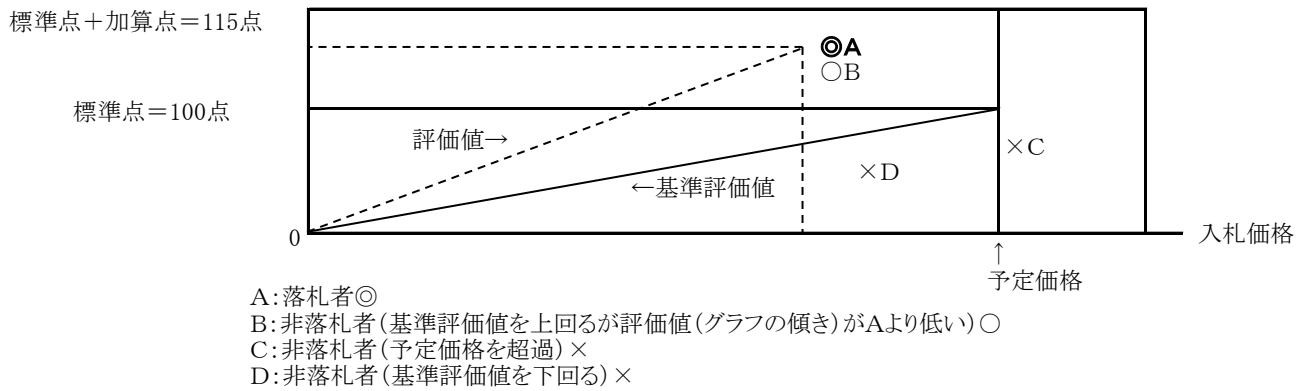 標準点+加算点=115点
◎A
○B
標準点=100点
評価値→
×C
×D
←基準評価値
0
入札価格
↑
予定価格
A:落札者◎
B:非落札者(基準評価値を上回るが評価値(グラフの傾き)がAより低い)○
C:非落札者(予定価格を超過)×
D:非落札者(基準評価値を下回る)×